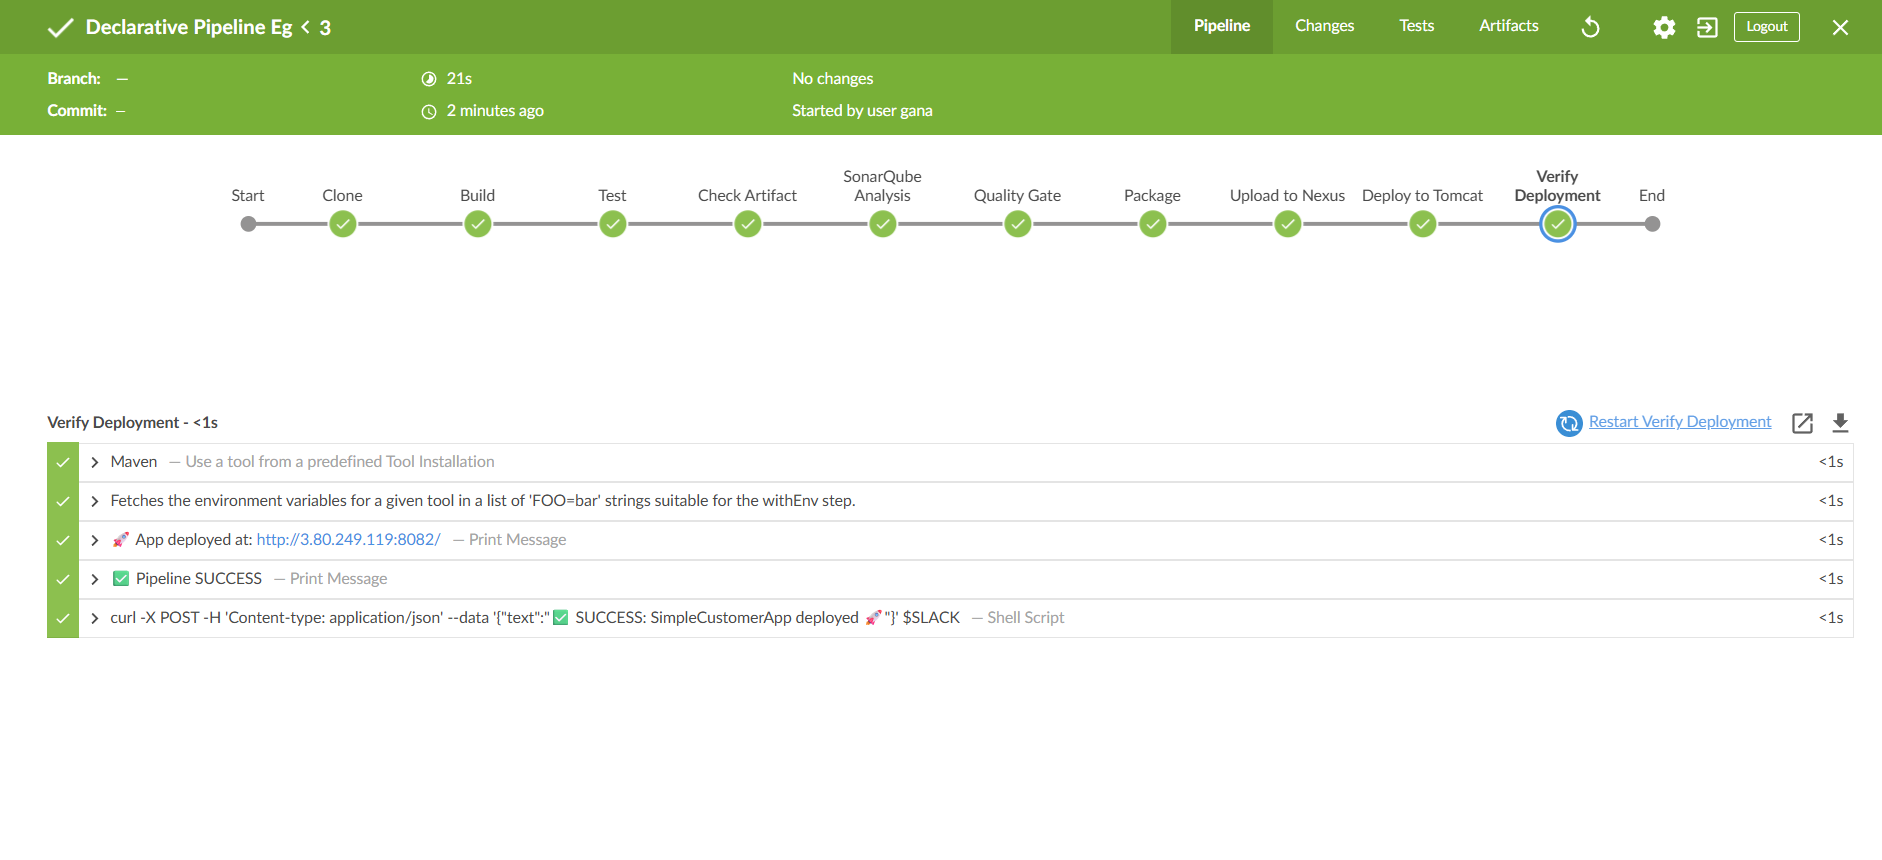 Declarative Pipeline Eg < 3
Pipeline Changes Tests Artifacts Logout
Branch: — 21s No changes
Commit: — 2 minutes ago Started by user gana
Start Clone Build Test Check Artifact SonarQube Analysis Quality Gate Package Upload to Nexus Deploy to Tomcat Verify Deployment End
Verify Deployment - <1s Restart Verify Deployment
Maven — Use a tool from a predefined Tool Installation <1s
Fetches the environment variables for a given tool in a list of 'FOO=bar' strings suitable for the withEnv step. <1s
🚀 App deployed at: http://3.80.249.119:8082/ — Print Message <1s
✅ Pipeline SUCCESS — Print Message <1s
curl -X POST -H 'Content-type: application/json' --data '{"text":"✅ SUCCESS: SimpleCustomerApp deployed 🚀"}' $SLACK — Shell Script <1s